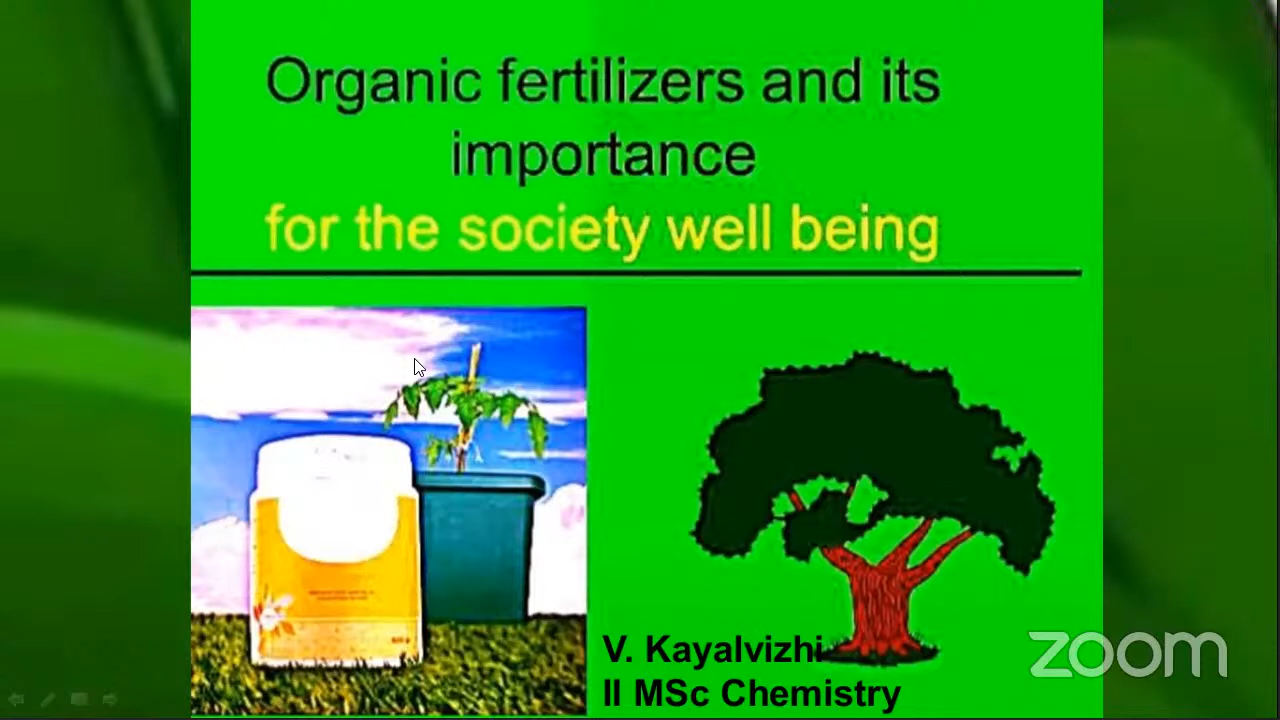 Organic fertilizers and its
importance
for the society well being
V. Kayalvizhi
II MSc Chemistry
zoom